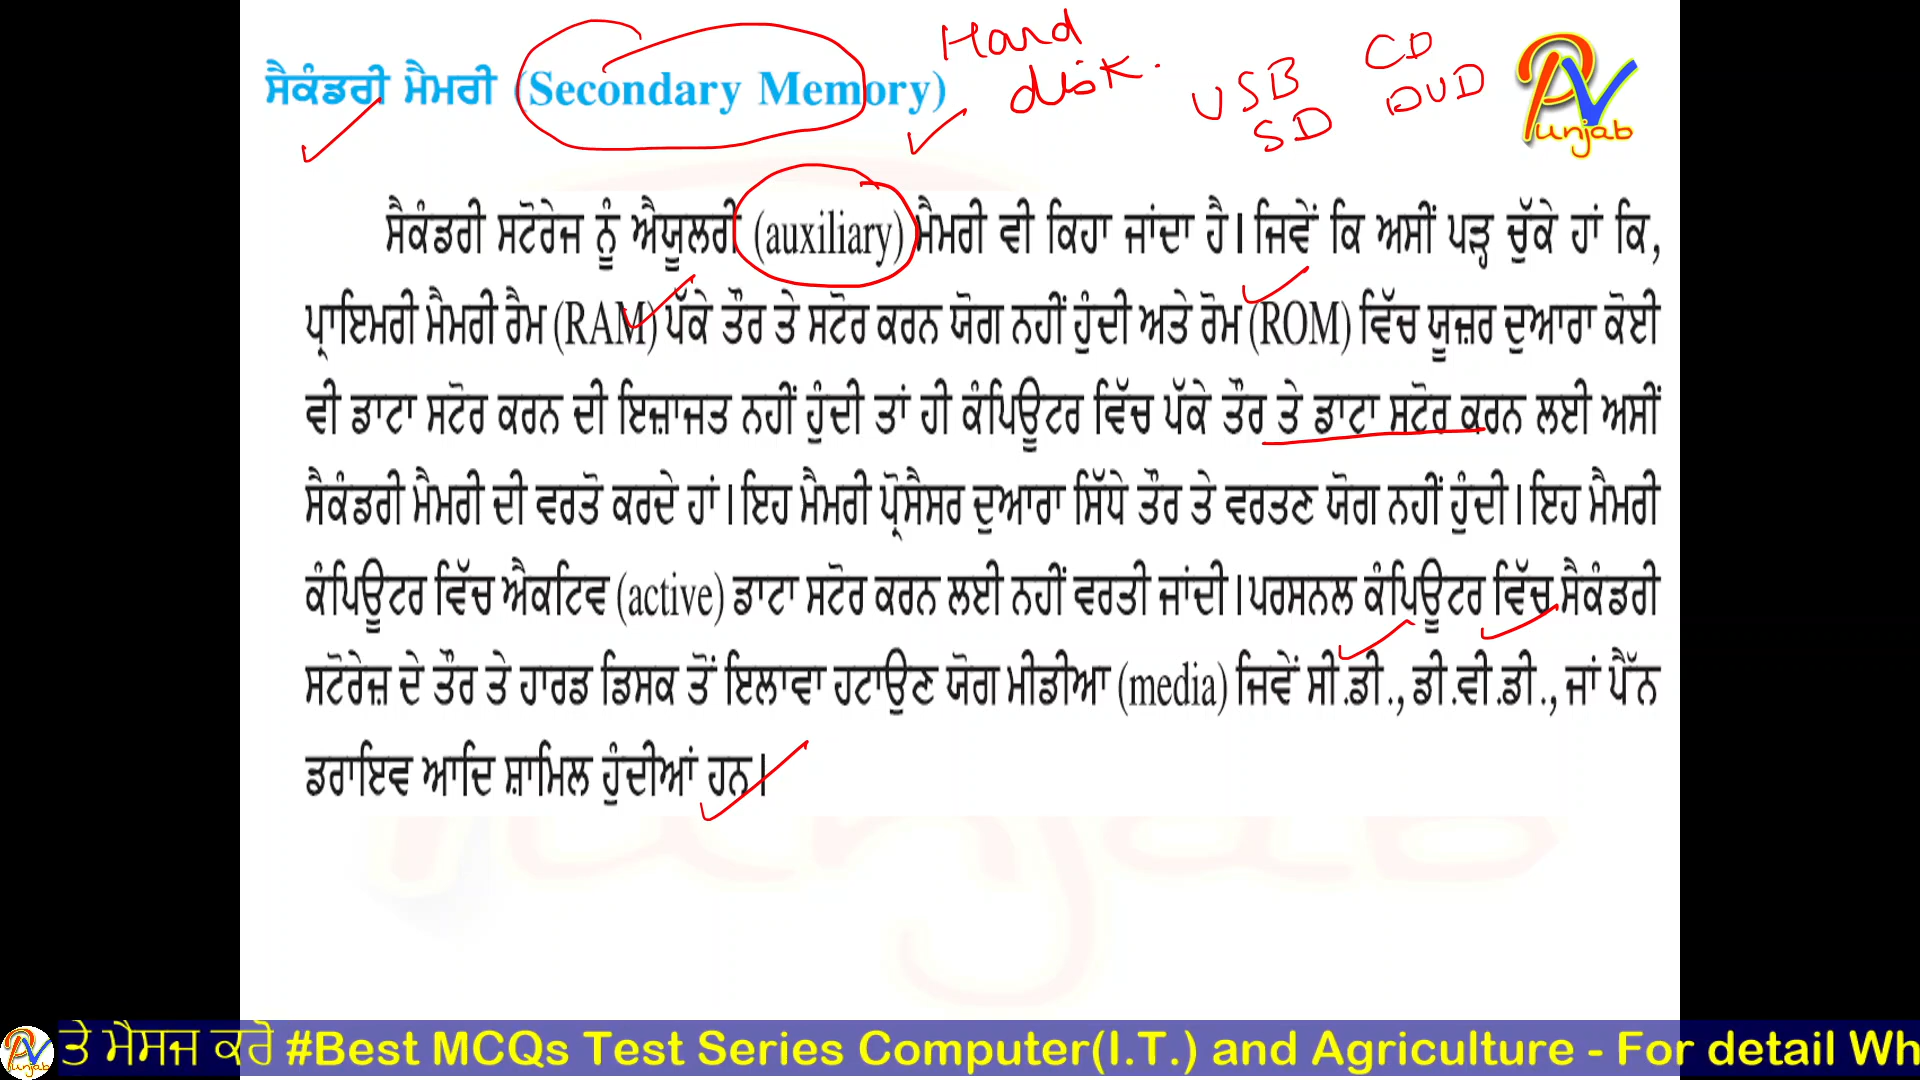 ਸੈਕੰਡਰੀ ਮੈਮਰੀ (Secondary Memory)
Hard
disk.
USB
SD
CD
DVD
PV
unjab
ਸੈਕੰਡਰੀ ਸਟੋਰੇਜ ਨੂੰ ਐਯੂਲਰੀ (auxiliary) ਮੈਮਰੀ ਵੀ ਕਿਹਾ ਜਾਂਦਾ ਹੈ। ਜਿਵੇਂ ਕਿ ਅਸੀਂ ਪੜ੍ਹ ਚੁੱਕੇ ਹਾਂ ਕਿ,
ਪ੍ਰਾਇਮਰੀ ਮੈਮਰੀ ਰੈਮ (RAM) ਪੱਕੇ ਤੌਰ ਤੇ ਸਟੋਰ ਕਰਨ ਯੋਗ ਨਹੀਂ ਹੁੰਦੀ ਅਤੇ ਰੋਮ (ROM) ਵਿੱਚ ਯੂਜ਼ਰ ਦੁਆਰਾ ਕੋਈ
ਵੀ ਡਾਟਾ ਸਟੋਰ ਕਰਨ ਦੀ ਇਜ਼ਾਜਤ ਨਹੀਂ ਹੁੰਦੀ ਤਾਂ ਹੀ ਕੰਪਿਊਟਰ ਵਿੱਚ ਪੱਕੇ ਤੌਰ ਤੇ ਡਾਟਾ ਸਟੋਰ ਕਰਨ ਲਈ ਅਸੀਂ
ਸੈਕੰਡਰੀ ਮੈਮਰੀ ਦੀ ਵਰਤੋ ਕਰਦੇ ਹਾਂ। ਇਹ ਮੈਮਰੀ ਪ੍ਰੋਸੈਸਰ ਦੁਆਰਾ ਸਿੱਧੇ ਤੌਰ ਤੇ ਵਰਤਣ ਯੋਗ ਨਹੀਂ ਹੁੰਦੀ। ਇਹ ਮੈਮਰੀ
ਕੰਪਿਊਟਰ ਵਿੱਚ ਐਕਟਿਵ (active) ਡਾਟਾ ਸਟੋਰ ਕਰਨ ਲਈ ਨਹੀਂ ਵਰਤੀ ਜਾਂਦੀ। ਪਰਸਨਲ ਕੰਪਿਊਟਰ ਵਿੱਚ ਸੈਕੰਡਰੀ
ਸਟੋਰੇਜ਼ ਦੇ ਤੌਰ ਤੇ ਹਾਰਡ ਡਿਸਕ ਤੋਂ ਇਲਾਵਾ ਹਟਾਉਣ ਯੋਗ ਮੀਡੀਆ (media) ਜਿਵੇਂ ਸੀ.ਡੀ., ਡੀ.ਵੀ.ਡੀ., ਜਾਂ ਪੈੱਨ
ਡਰਾਇਵ ਆਦਿ ਸ਼ਾਮਿਲ ਹੁੰਦੀਆਂ ਹਨ।
PV
unjab
ਤੇ ਮੈਸਜ ਕਰੋ #Best MCQs Test Series Computer(I.T.) and Agriculture - For detail Wh